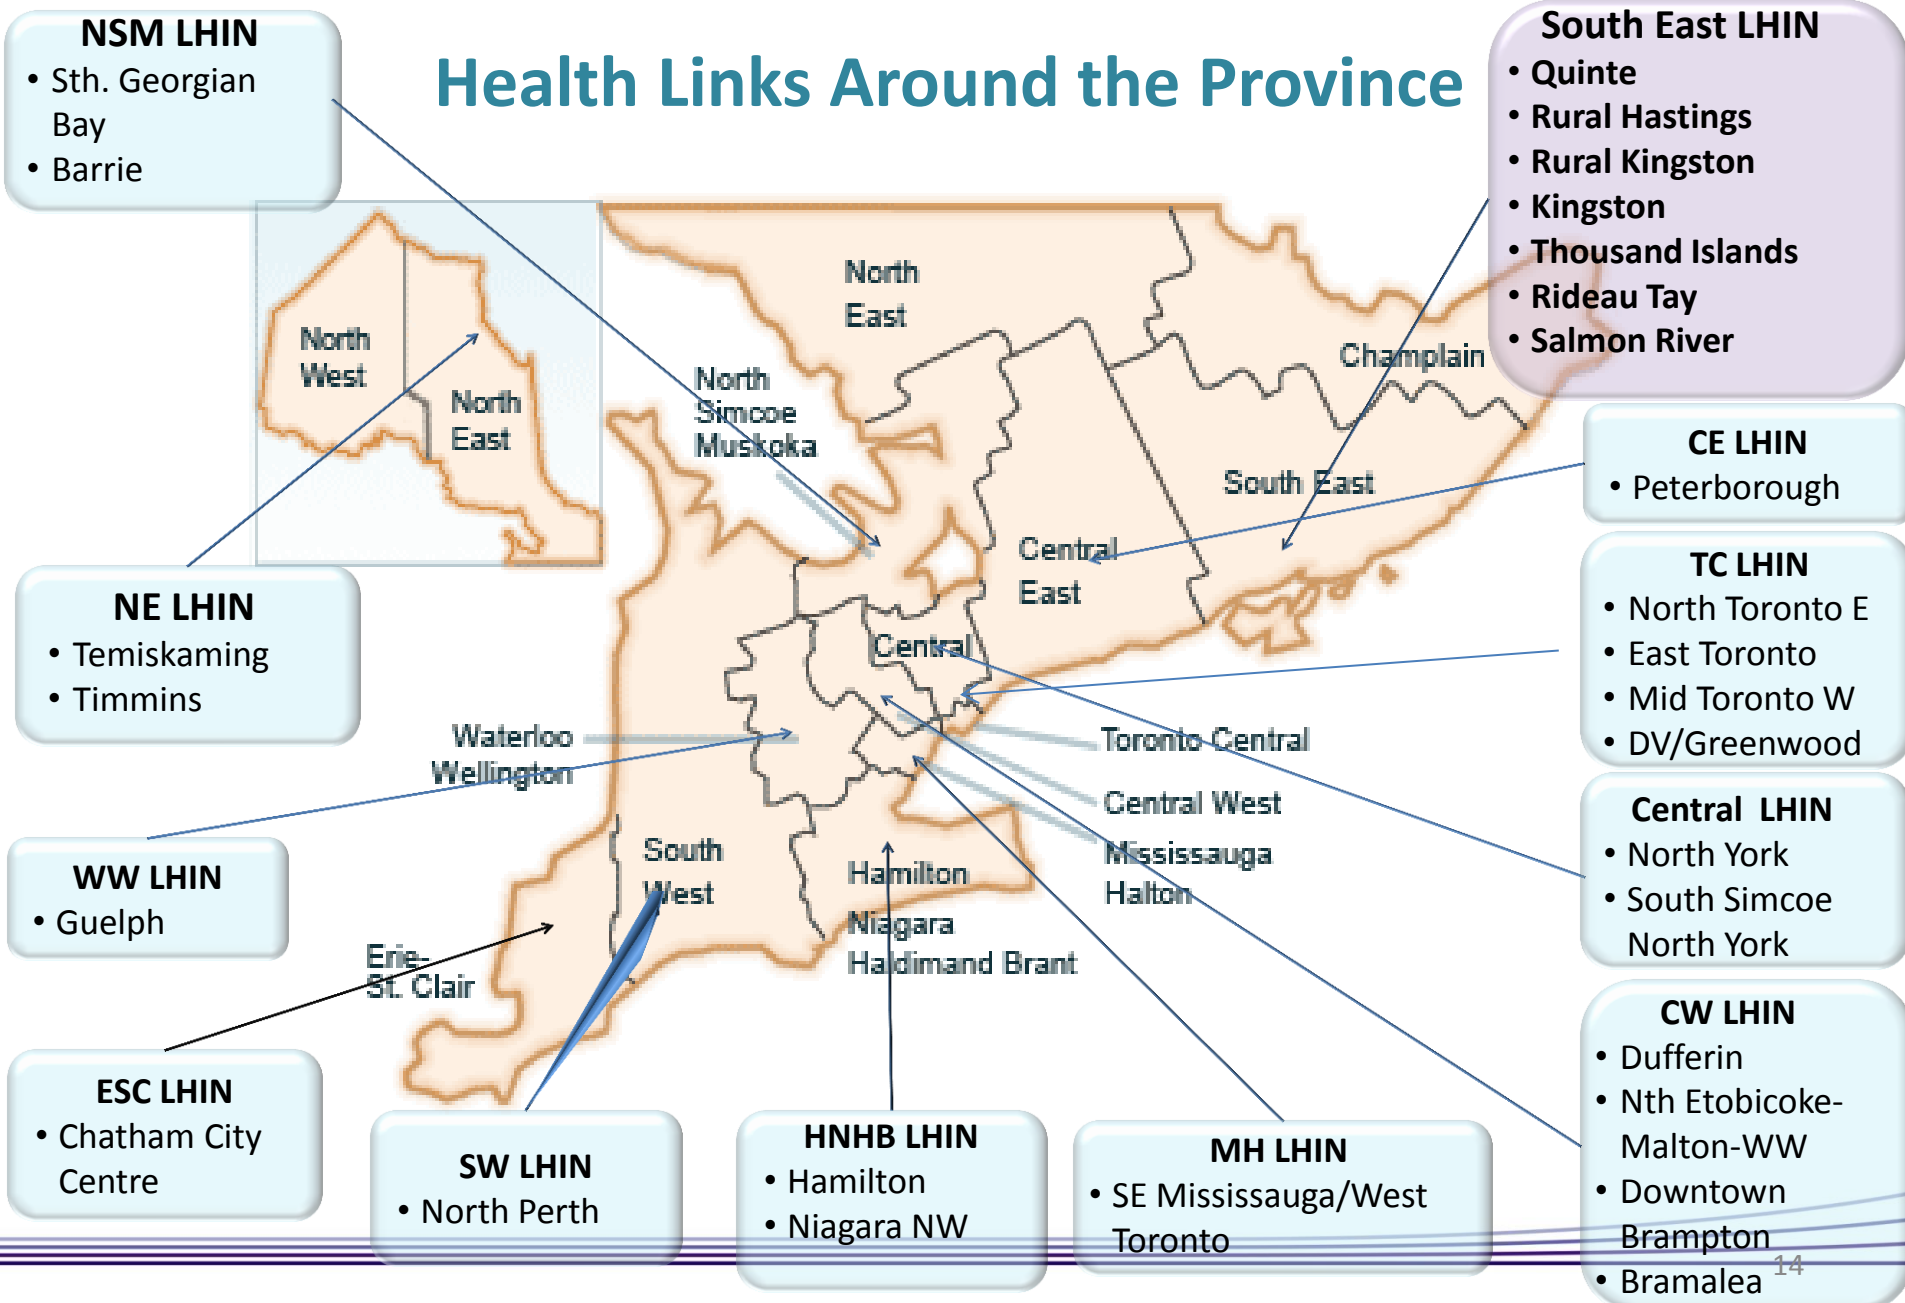 Health Links Around the Province
NSM LHIN
• Sth. Georgian
Bay
• Barrie
South East LHIN
• Quinte
• Rural Hastings
• Rural Kingston
• Kingston
• Thousand Islands
• Rideau Tay
• Salmon River
North
West
North
East
North
East
North
Simcoe
Muskoka
Champlain
South East
Central
East
Central
Waterloo
Wellington
Toronto Central
Central West
Mississauga
Halton
South
West
Hamilton
Niagara
Haldimand Brant
Erie-
St. Clair
CE LHIN
• Peterborough
TC LHIN
• North Toronto E
• East Toronto
• Mid Toronto W
• DV/Greenwood
Central LHIN
• North York
• South Simcoe
North York
CW LHIN
• Dufferin
• Nth Etobicoke-
Malton-WW
• Downtown
Brampton
• Bramalea
NE LHIN
• Temiskaming
• Timmins
WW LHIN
• Guelph
ESC LHIN
• Chatham City
Centre
SW LHIN
• North Perth
HNHB LHIN
• Hamilton
• Niagara NW
MH LHIN
• SE Mississauga/West
Toronto
14